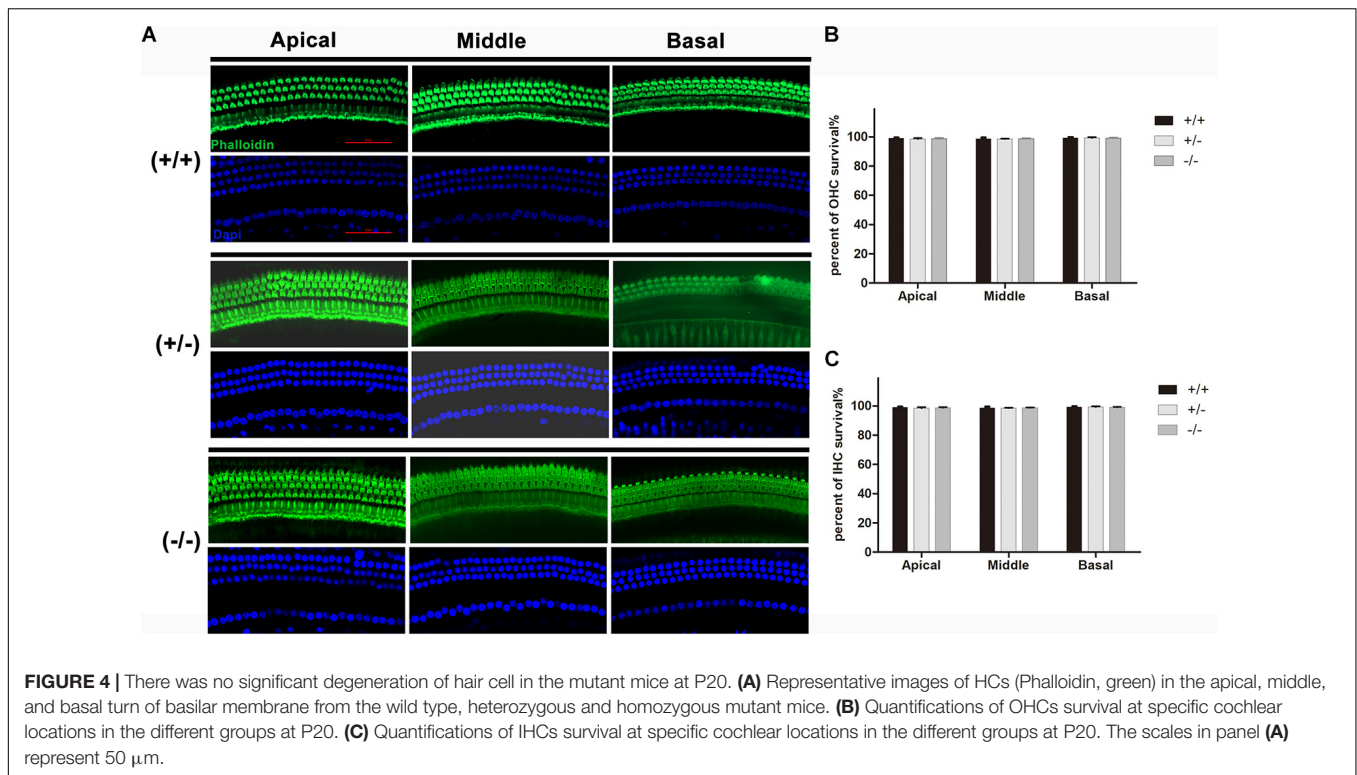 A
Apical Middle Basal
(+/+)
Phalloidin
Dapi
(+/-)
(-/-)
B
percent of OHC survival%
100
80
60
40
20
0
Apical Middle Basal
+/+
+/-
-/-
C
percent of IHC survival%
100
80
60
40
20
0
Apical Middle Basal
+/+
+/-
-/-
FIGURE 4 | There was no significant degeneration of hair cell in the mutant mice at P20. (A) Representative images of HCs (Phalloidin, green) in the apical, middle,
and basal turn of basilar membrane from the wild type, heterozygous and homozygous mutant mice. (B) Quantifications of OHCs survival at specific cochlear
locations in the different groups at P20. (C) Quantifications of IHCs survival at specific cochlear locations in the different groups at P20. The scales in panel (A)
represent 50 μm.